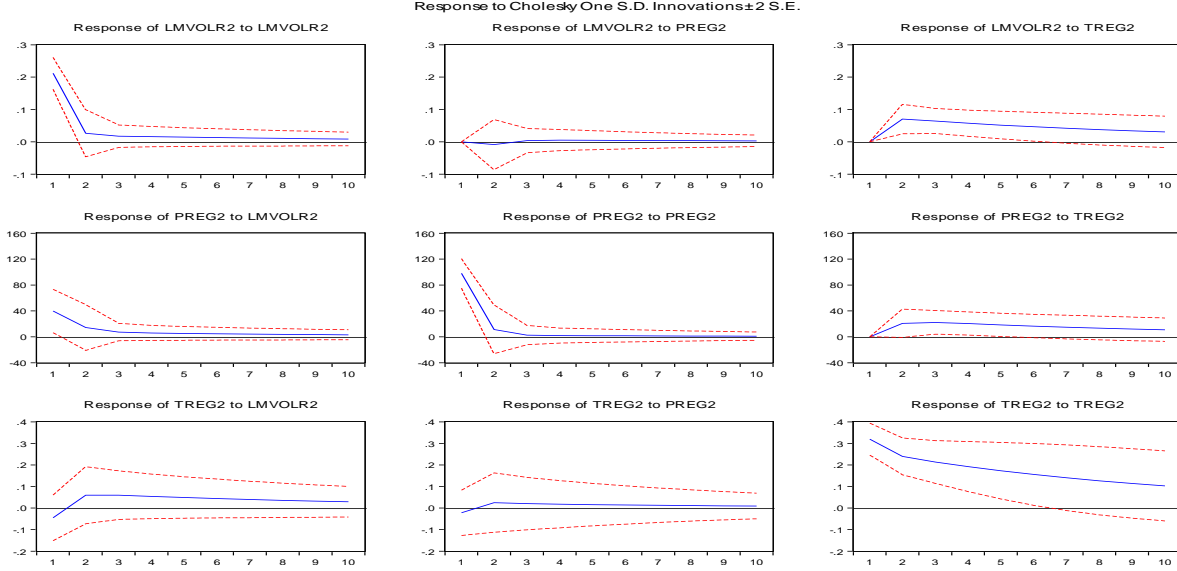 Response to Cholesky One S.D. Innovations ± 2 S.E.
Response of LMVOLR2 to LMVOLR2
.3
.2
.1
.0
-.1
1 2 3 4 5 6 7 8 9 10
Response of LMVOLR2 to PREG2
.3
.2
.1
.0
-.1
1 2 3 4 5 6 7 8 9 10
Response of LMVOLR2 to TREG2
.3
.2
.1
.0
-.1
1 2 3 4 5 6 7 8 9 10
Response of PREG2 to LMVOLR2
160
120
80
40
0
-40
1 2 3 4 5 6 7 8 9 10
Response of PREG2 to PREG2
160
120
80
40
0
-40
1 2 3 4 5 6 7 8 9 10
Response of PREG2 to TREG2
160
120
80
40
0
-40
1 2 3 4 5 6 7 8 9 10
Response of TREG2 to LMVOLR2
.4
.3
.2
.1
.0
-.1
-.2
1 2 3 4 5 6 7 8 9 10
Response of TREG2 to PREG2
.4
.3
.2
.1
.0
-.1
-.2
1 2 3 4 5 6 7 8 9 10
Response of TREG2 to TREG2
.4
.3
.2
.1
.0
-.1
-.2
1 2 3 4 5 6 7 8 9 10